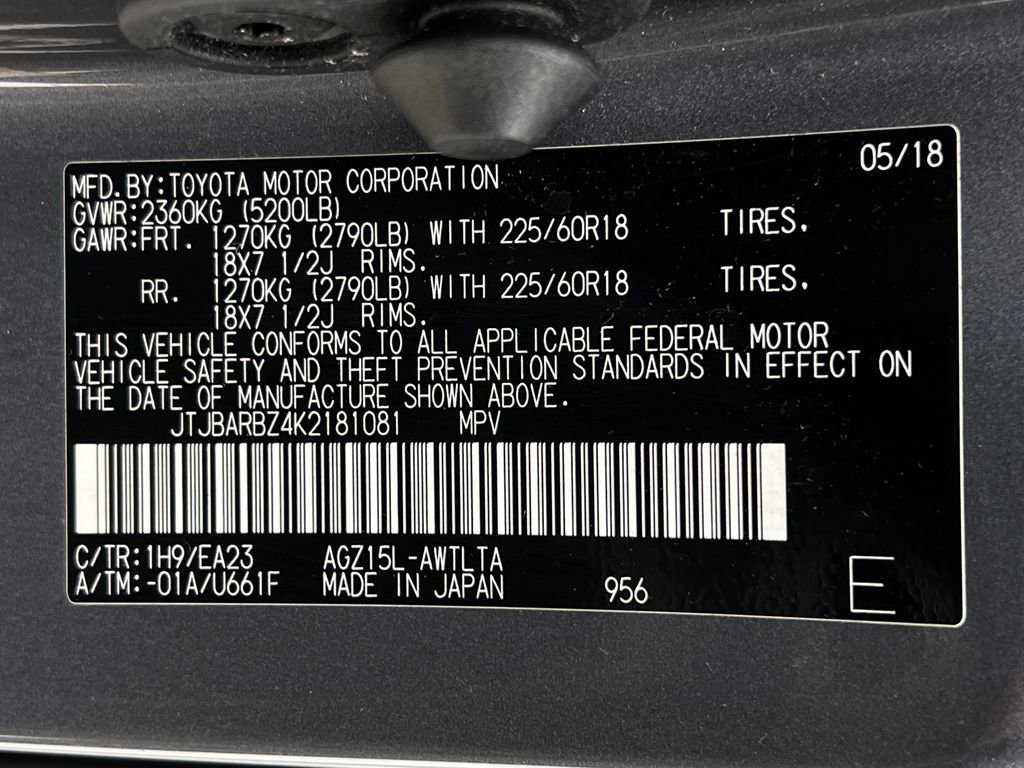 05/18
MFD.BY:TOYOTA MOTOR CORPORATION
GVWR:2360KG (5200LB)
GAWR:FRT. 1270KG (2790LB) WITH 225/60R18 TIRES.
18X7 1/2J RIMS.
RR. 1270KG (2790LB) WITH 225/60R18 TIRES.
18X7 1/2J RIMS.
THIS VEHICLE CONFORMS TO ALL APPLICABLE FEDERAL MOTOR
VEHICLE SAFETY AND THEFT PREVENTION STANDARDS IN EFFECT ON
THE DATE OF MANUFACTURE SHOWN ABOVE.
JTJBARBZ4K2181081 MPV
C/TR:1H9/EA23 AGZ15L-AWTLTA
A/TM:-01A/U661F MADE IN JAPAN 956 E